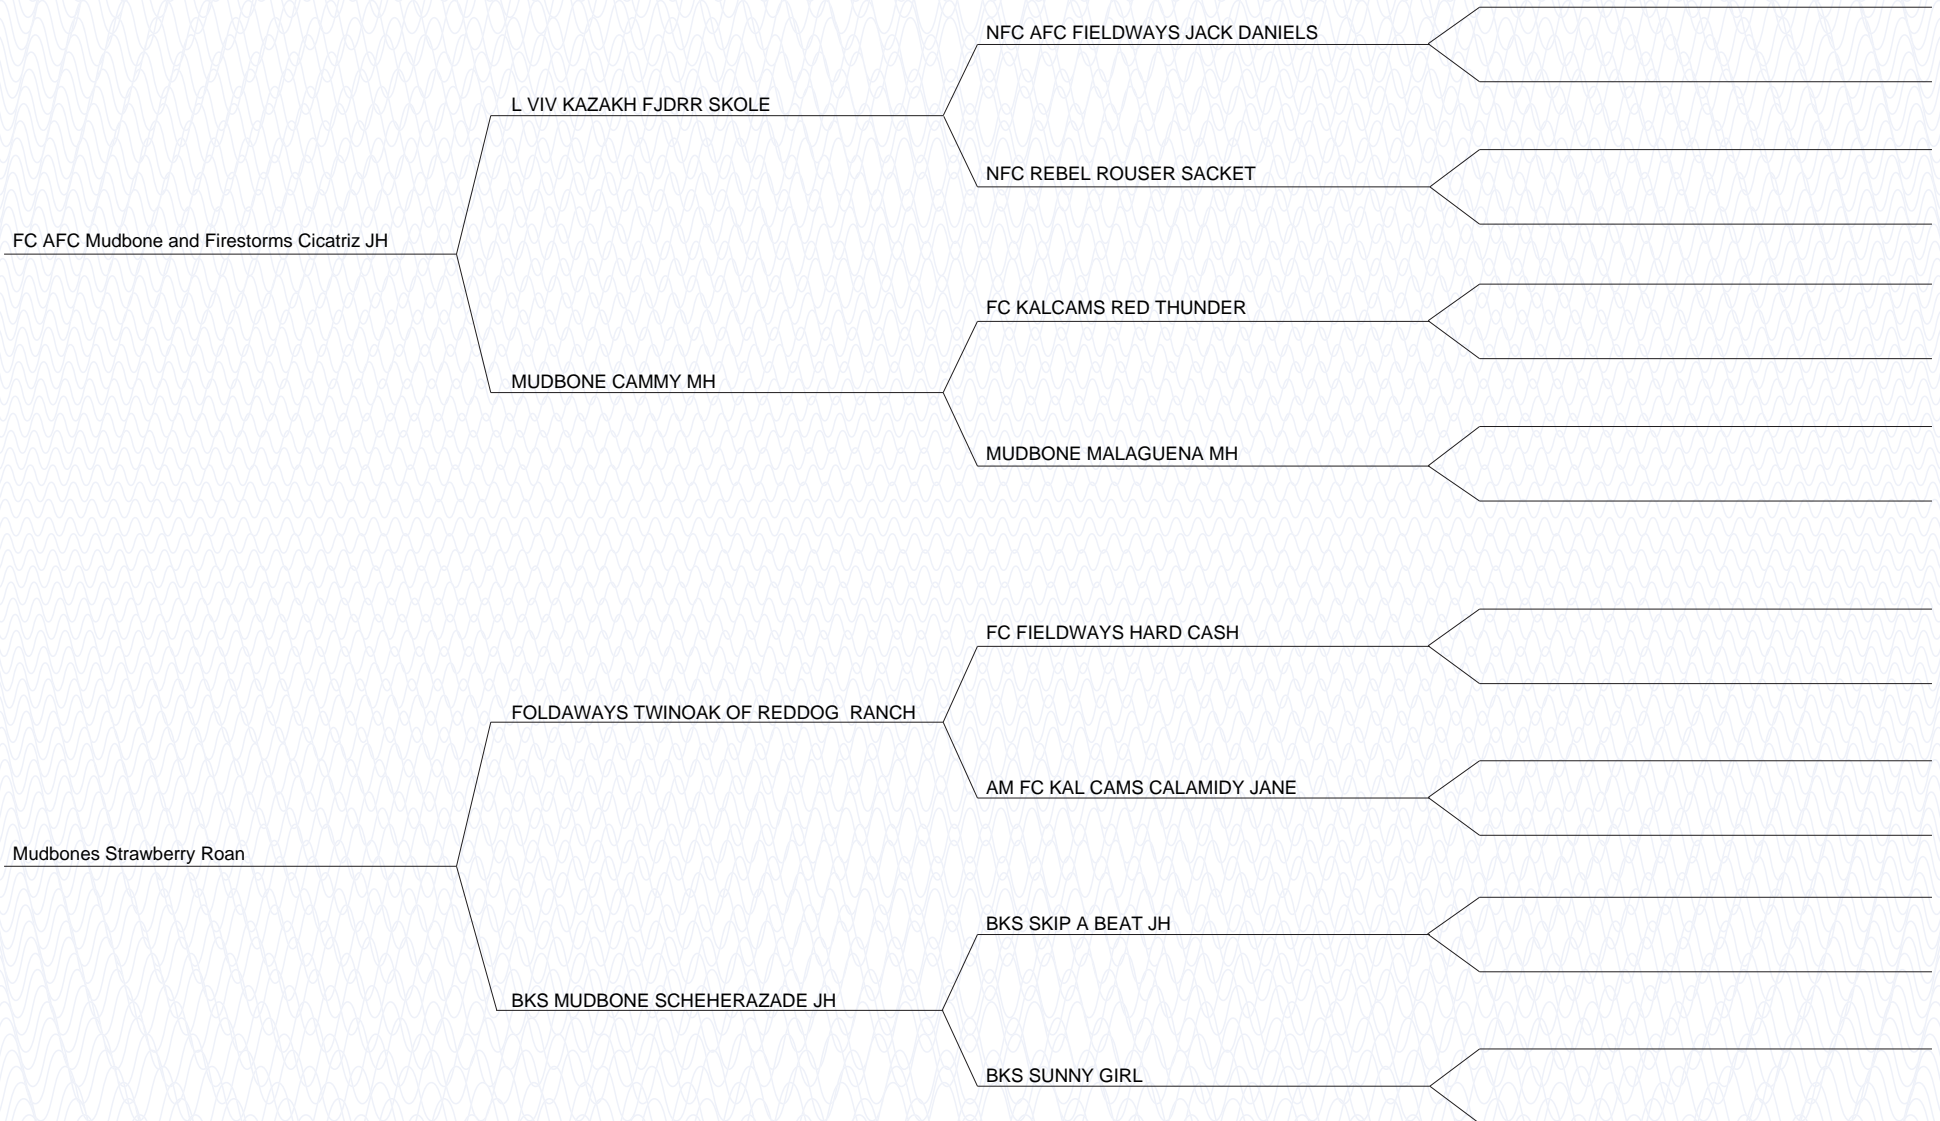 NFC AFC FIELDWAYS JACK DANIELS
L VIV KAZAKH FJDRR SKOLE
NFC REBEL ROUSER SACKET
FC AFC Mudbone and Firestorms Cicatriz JH
FC KALCAMS RED THUNDER
MUDBONE CAMMY MH
MUDBONE MALAGUENA MH
FC FIELDWAYS HARD CASH
FOLDAWAYS TWINOAK OF REDDOG  RANCH
AM FC KAL CAMS CALAMIDY JANE
Mudbones Strawberry Roan
BKS SKIP A BEAT JH
BKS MUDBONE SCHEHERAZADE JH
BKS SUNNY GIRL